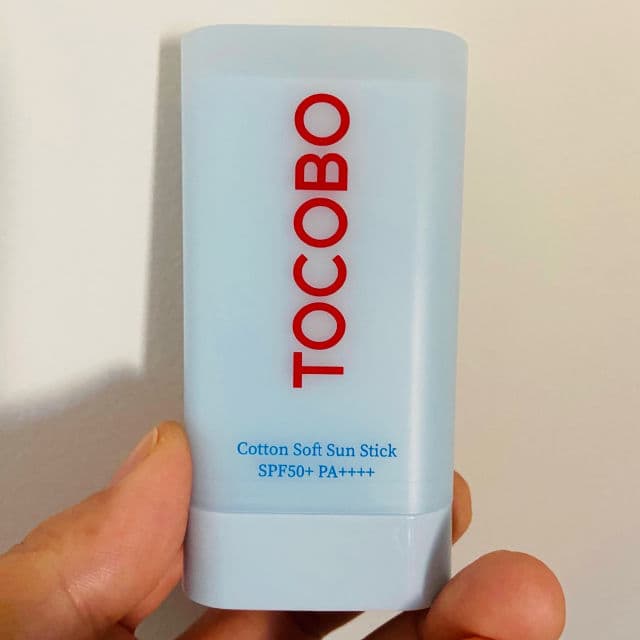 TOCOBO
Cotton Soft Sun Stick
SPF50+ PA++++